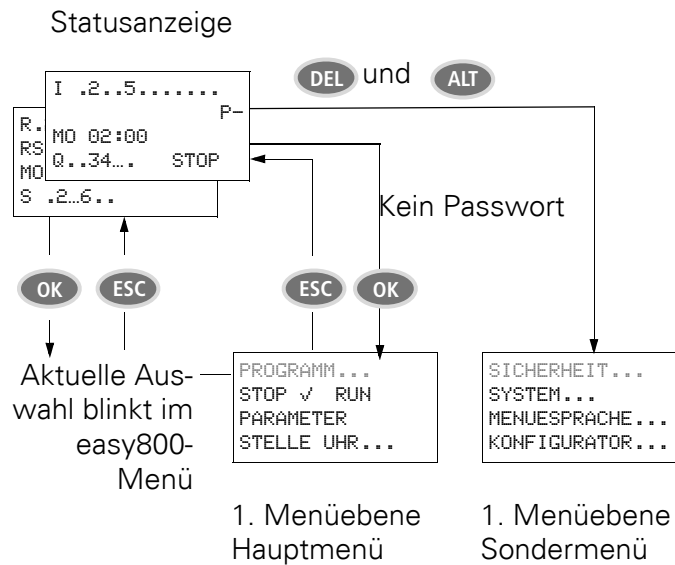 Statusanzeige
DEL und ALT
I .2..5.......
P-
MO 02:00
Q..34…. STOP
R.
RS
MO
S .2…6..
Kein Passwort
OK ESC ESC OK
Aktuelle Aus-
wahl blinkt im
easy800-
Menü
PROGRAMM...
STOP √ RUN
PARAMETER
STELLE UHR...
SICHERHEIT...
SYSTEM...
MENUESPRACHE...
KONFIGURATOR...
1. Menüebene
Hauptmenü
1. Menüebene
Sondermenü